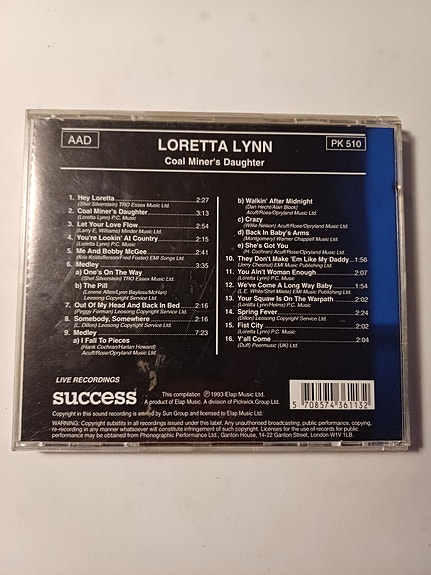 AAD
LORETTA LYNN
PK 510
Coal Miner's Daughter
1. Hey Loretta 2:27
(Shel Silverstein) TRO Essex Music Ltd.
2. Coal Miner's Daughter 3:13
(Loretta Lynn) P.C. Music
3. Let Your Love Flow 2:54
(Larry E. Williams) Minder Music Ltd.
4. You're Lookin' At Country 2:15
(Loretta Lynn) P.C. Music
5. Me And Bobby McGee 2:41
(Kris Kristofferson/Fred Foster) EMI Songs Ltd.
6. Medley 3:35
a) One's On The Way
(Shel Silverstein) TRO Essex Music Ltd.
b) The Pill
(Lorene Allen/Lynn Bayless/McHan)
Leosong Copyright Service Ltd.
7. Out Of My Head And Back In Bed 2:16
(Peggy Forman) Leosong Copyright Service Ltd.
8. Somebody, Somewhere 2:16
(L. Dillon) Leosong Copyright Service Ltd.
9. Medley 7:23
a) I Fall To Pieces
(Hank Cochran/Harlan Howard)
Acuff/Rose/Opryland Music Ltd.
b) Walkin' After Midnight
(Dan Hecht/Alan Block)
Acuff/Rose/Opryland Music Ltd.
c) Crazy
(Willie Nelson) Acuff/Rose/Opryland Music Ltd.
d) Back In Baby's Arms
(Montgomery) Warner Chappell Music Ltd.
e) She's Got You
(H. Cochran) Acuff/Rose/Opryland Music Ltd.
10. They Don't Make 'Em Like My Daddy 1:56
(Jerry Chesnut) EMI Music Publishing Ltd.
11. You Ain't Woman Enough 2:07
(Loretta Lynn) P.C. Music
12. We've Come A Long Way Baby 1:54
(L.E. White/Shirl Milete) EMI Music Publishing Ltd.
13. Your Squaw Is On The Warpath 2:02
(Loretta Lynn/Helms) P.C. Music
14. Spring Fever 2:24
(Dillon) Leosong Copyright Service Ltd.
15. Fist City 2:02
(Loretta Lynn) P.C. Music
16. Y'all Come 2:04
(Duff) Peermusic (UK) Ltd.
LIVE RECORDINGS
success
This compilation ℗ 1993 Elap Music Ltd.
A product of Elap Music. A division of Pickwick Group Ltd.
5 708574 361132
Copyright in this sound recording is owned by Sun Group and licensed to Elap Music Ltd.
WARNING: Copyright subsists in all recordings issued under this label. Any unauthorised broadcasting, public performance, copying,
or re-recording in any manner whatsoever will constitute infringement of such copyright. Licences for the use of records for public
performance may be obtained from Phonographic Performance Ltd., Ganton House, 14-22 Ganton Street, London W1V 1LB.